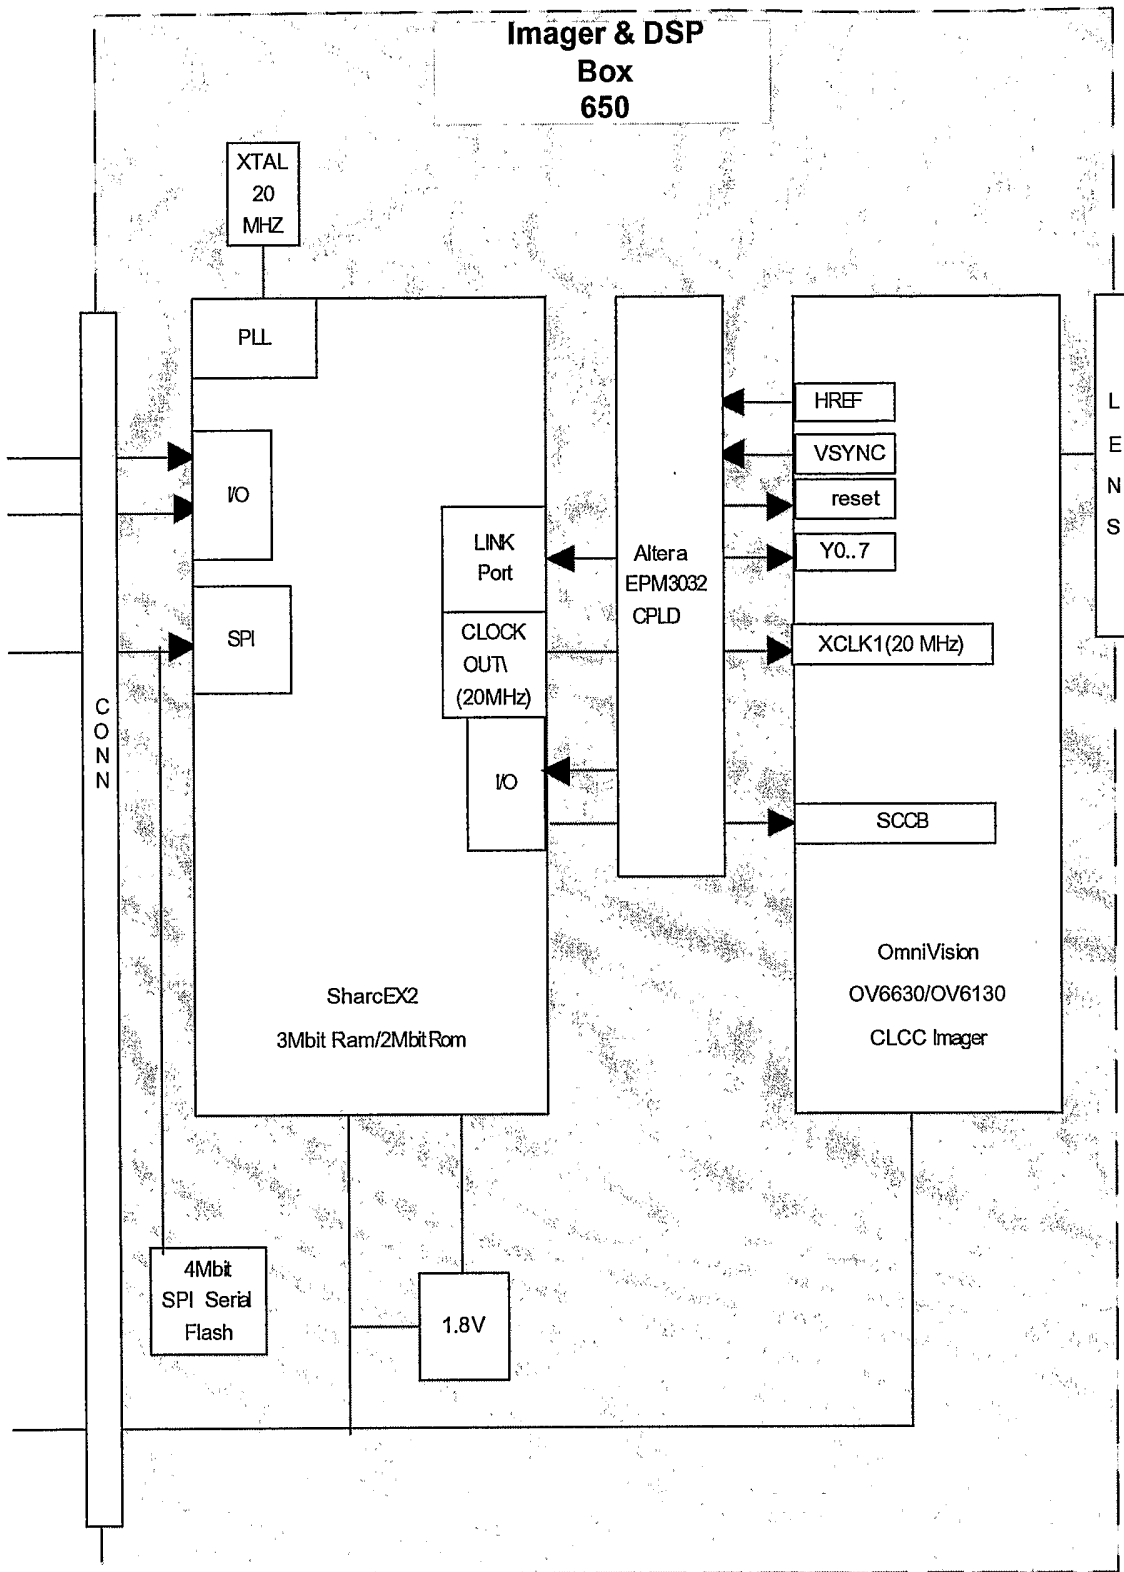 Imager & DSP
Box
650
XTAL
20
MHZ
PLL
I/O
SPI
LINK
Port
CLOCK
OUT\
(20MHz)
I/O
Altera
EPM3032
CPLD
HREF
VSYNC
reset
Y0..7
XCLK1(20 MHz)
SCCB
L
E
N
S
C
O
N
N
SharcEX2
3Mbit Ram/2MbitRom
OmniVision
OV6630/OV6130
CLCC Imager
4Mbit
SPI Serial
Flash
1.8V